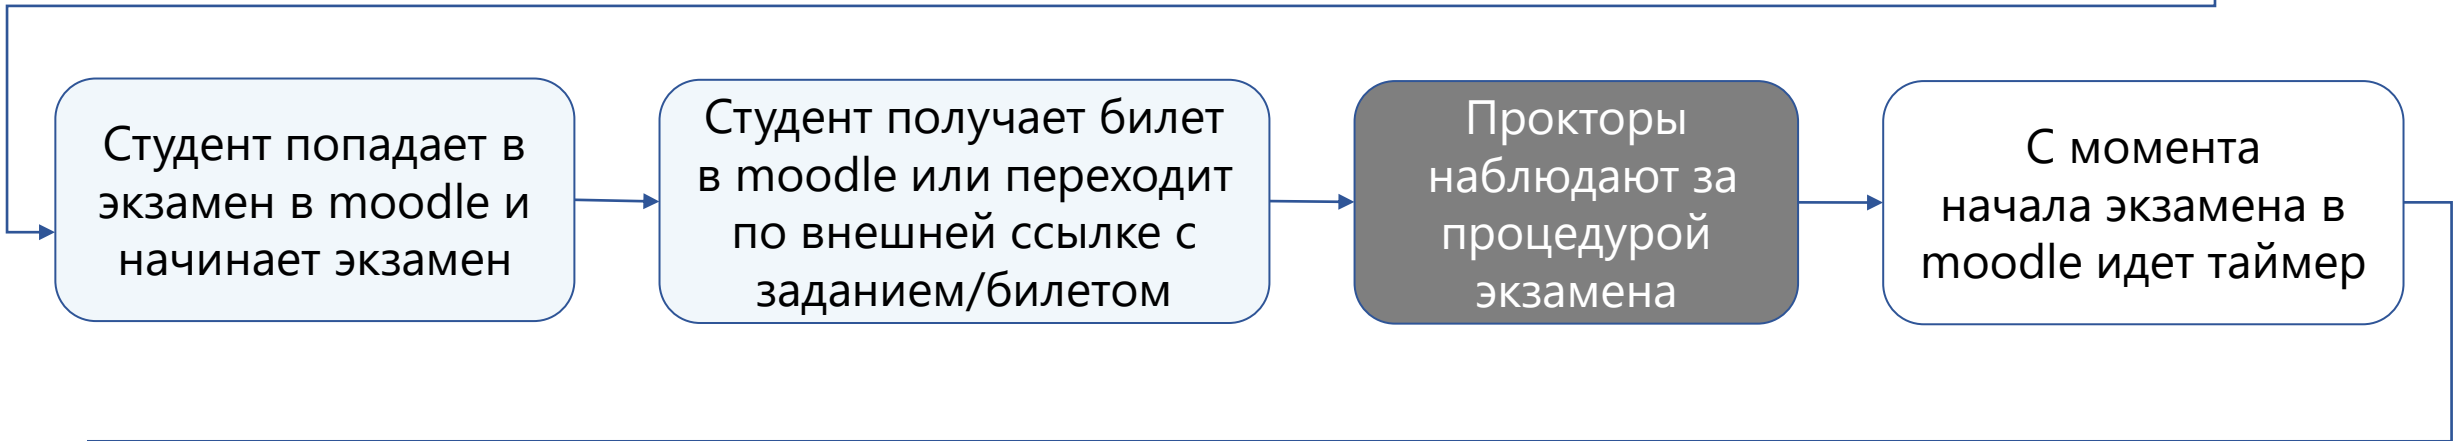 Студент попадает в
экзамен в moodle и
начинает экзамен
Студент получает билет
в moodle или переходит
по внешней ссылке с
заданием/билетом
Прокторы
наблюдают за
процедурой
экзамена
С момента
начала экзамена в
moodle идет таймер